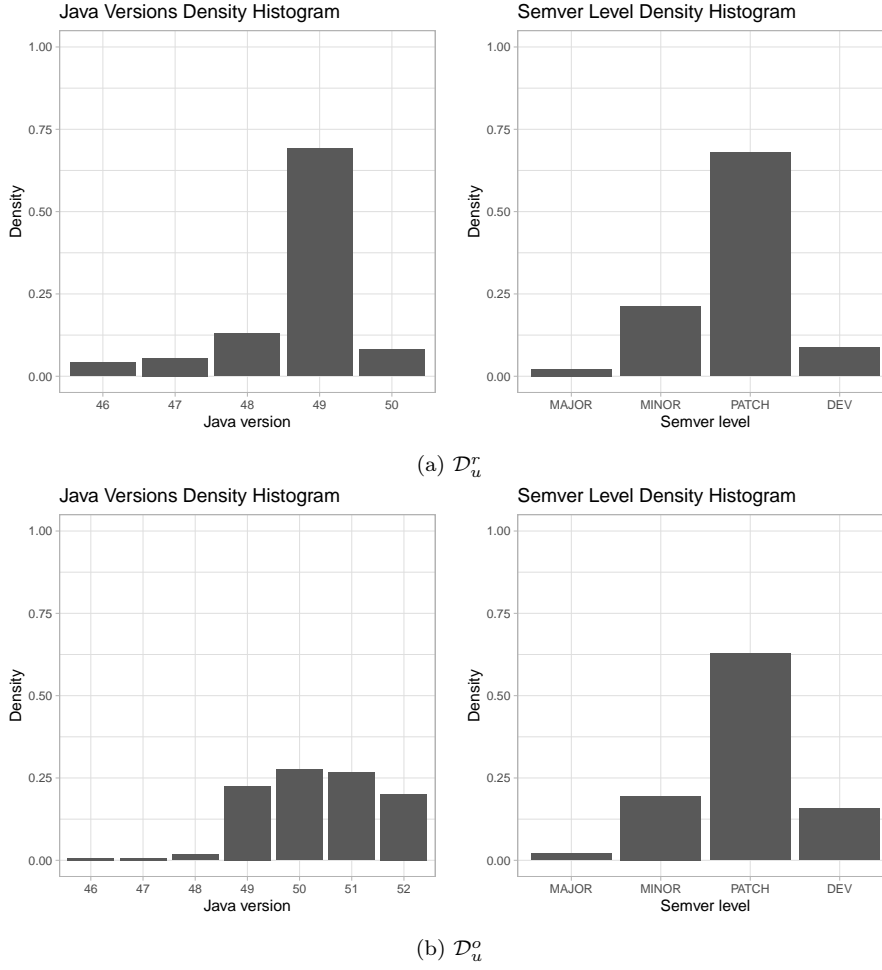 Java Versions Density Histogram
1.00
0.75
0.50
0.25
0.00
Density
46 47 48 49 50
Java version
Semver Level Density Histogram
1.00
0.75
0.50
0.25
0.00
Density
MAJOR MINOR PATCH DEV
Semver level
(a) 𝒟ᵤʳ
Java Versions Density Histogram
1.00
0.75
0.50
0.25
0.00
Density
46 47 48 49 50 51 52
Java version
Semver Level Density Histogram
1.00
0.75
0.50
0.25
0.00
Density
MAJOR MINOR PATCH DEV
Semver level
(b) 𝒟ᵤᵒ